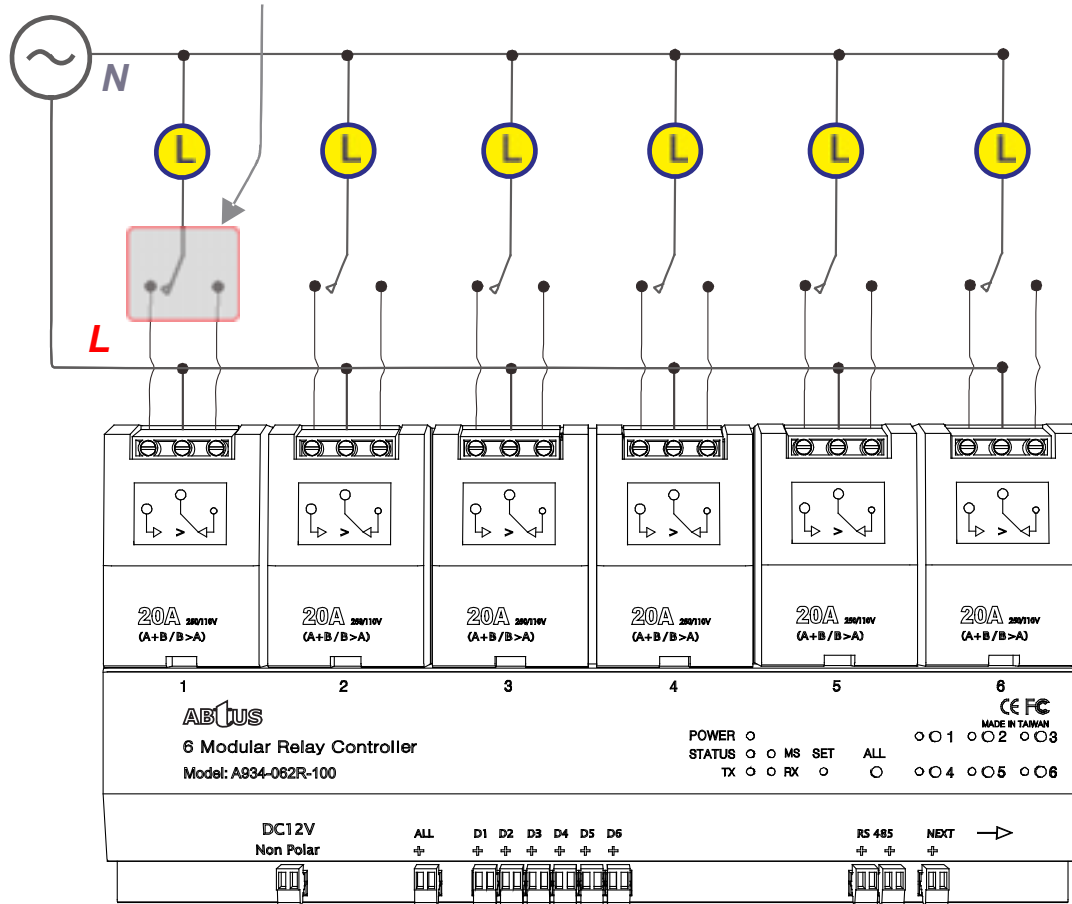 N
L L L L L L
L
20A 250/110V 20A 250/110V 20A 250/110V 20A 250/110V 20A 250/110V 20A 250/110V
(A+B/B>A) (A+B/B>A) (A+B/B>A) (A+B/B>A) (A+B/B>A) (A+B/B>A)
1 2 3 4 5 6
ABtUS
CE FC
MADE IN TAIWAN
6 Modular Relay Controller
Model: A934-062R-100
POWER 1 2 3
STATUS MS SET ALL
TX RX 4 5 6
DC12V
Non Polar
ALL D1 D2 D3 D4 D5 D6 RS 485 NEXT
+ + + + + + + + + +